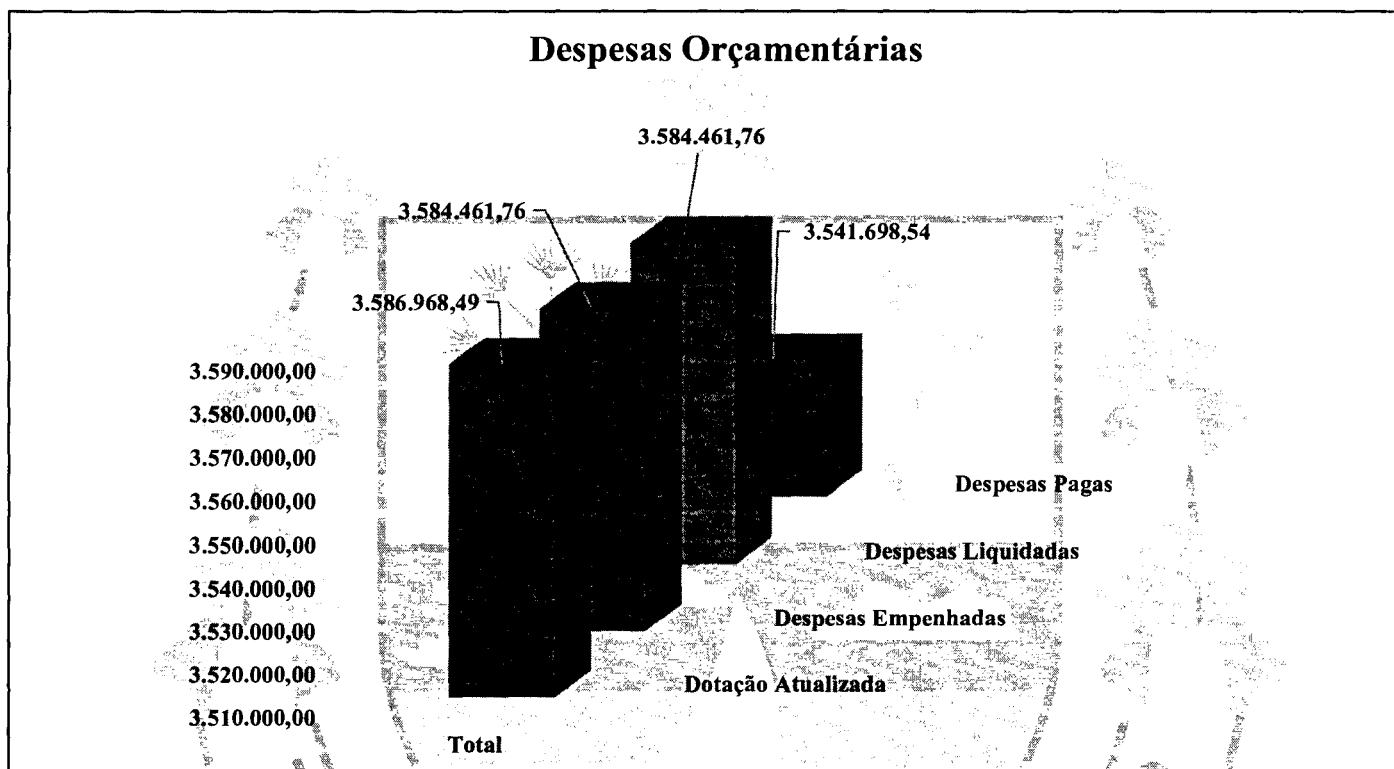 Despesas Orçamentárias
3.584.461,76
3.584.461,76
3.541.698,54
3.586.968,49
3.590.000,00
3.580.000,00
3.570.000,00
3.560.000,00
3.550.000,00
3.540.000,00
3.530.000,00
3.520.000,00
3.510.000,00
Despesas Pagas
Despesas Liquidadas
Despesas Empenhadas
Dotação Atualizada
Total